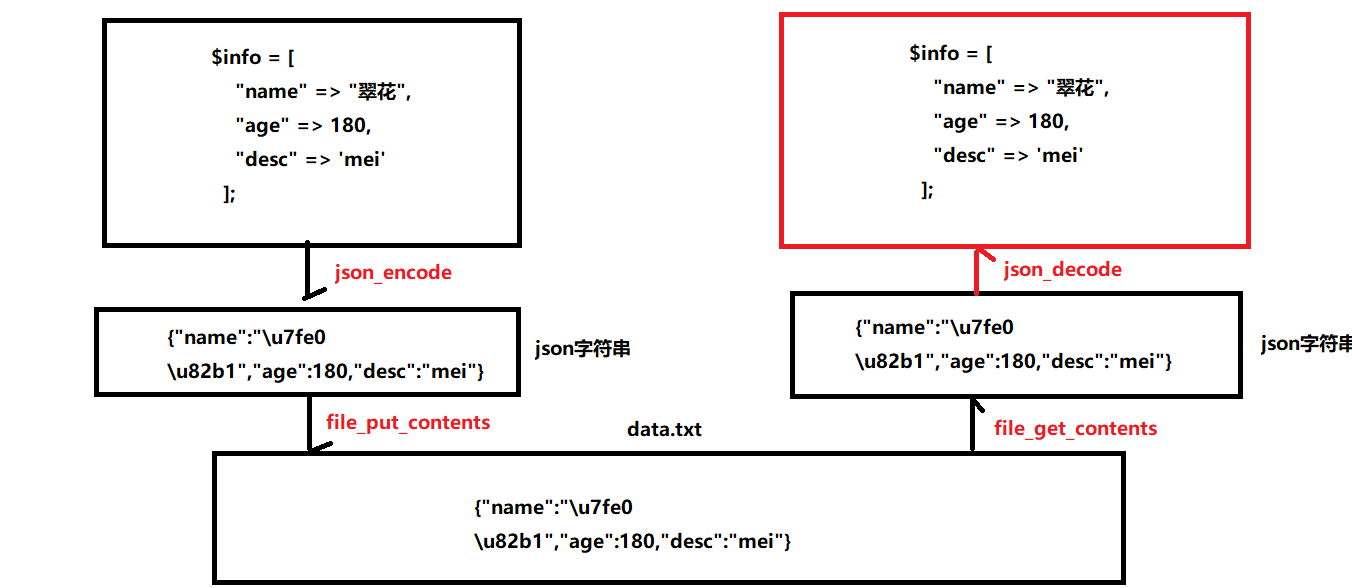 $info = [
"name" => "翠花",
"age" => 180,
"desc" => 'mei'
];
json_encode
{"name":"\u7fe0
\u82b1","age":180,"desc":"mei"}
json字符串
file_put_contents
data.txt
{"name":"\u7fe0
\u82b1","age":180,"desc":"mei"}
file_get_contents
{"name":"\u7fe0
\u82b1","age":180,"desc":"mei"}
json字符串
json_decode
$info = [
"name" => "翠花",
"age" => 180,
"desc" => 'mei'
];